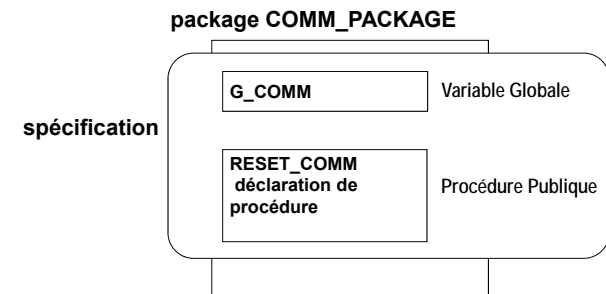 package COMM_PACKAGE
G_COMM
Variable Globale
spécification
RESET_COMM
déclaration de
procédure
Procédure Publique